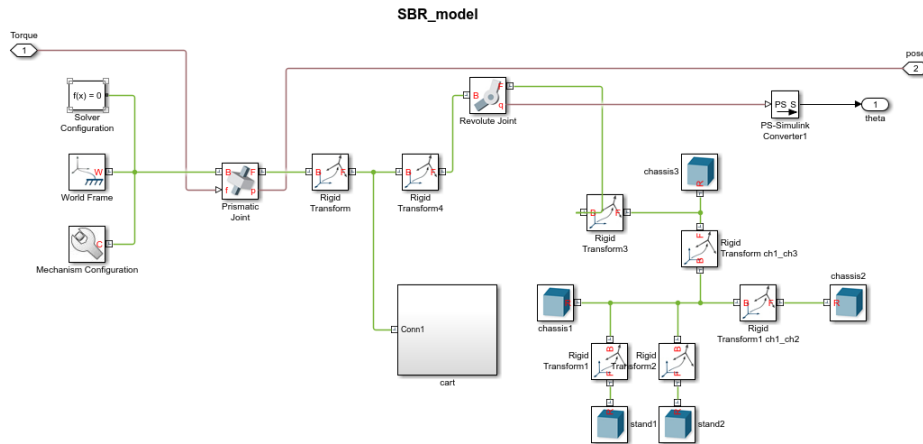 SBR_model
Torque
1
pose
2
f(x) = 0
Solver
Configuration
W
World Frame
C
Mechanism Configuration
B
F
f
p
Prismatic
Joint
B
F
Rigid
Transform
B
F
Rigid
Transform4
B
F
q
Revolute Joint
PS S
PS-Simulink
Converter1
1
theta
chassis3
R
B
F
Rigid
Transform3
F
B
Rigid
Transform ch1_ch3
Conn1
cart
R
chassis1
B
F
Rigid
Transform1 ch1_ch2
chassis2
R
B
F
Rigid
Transform1
B
F
Rigid
Transform2
R
stand1
R
stand2